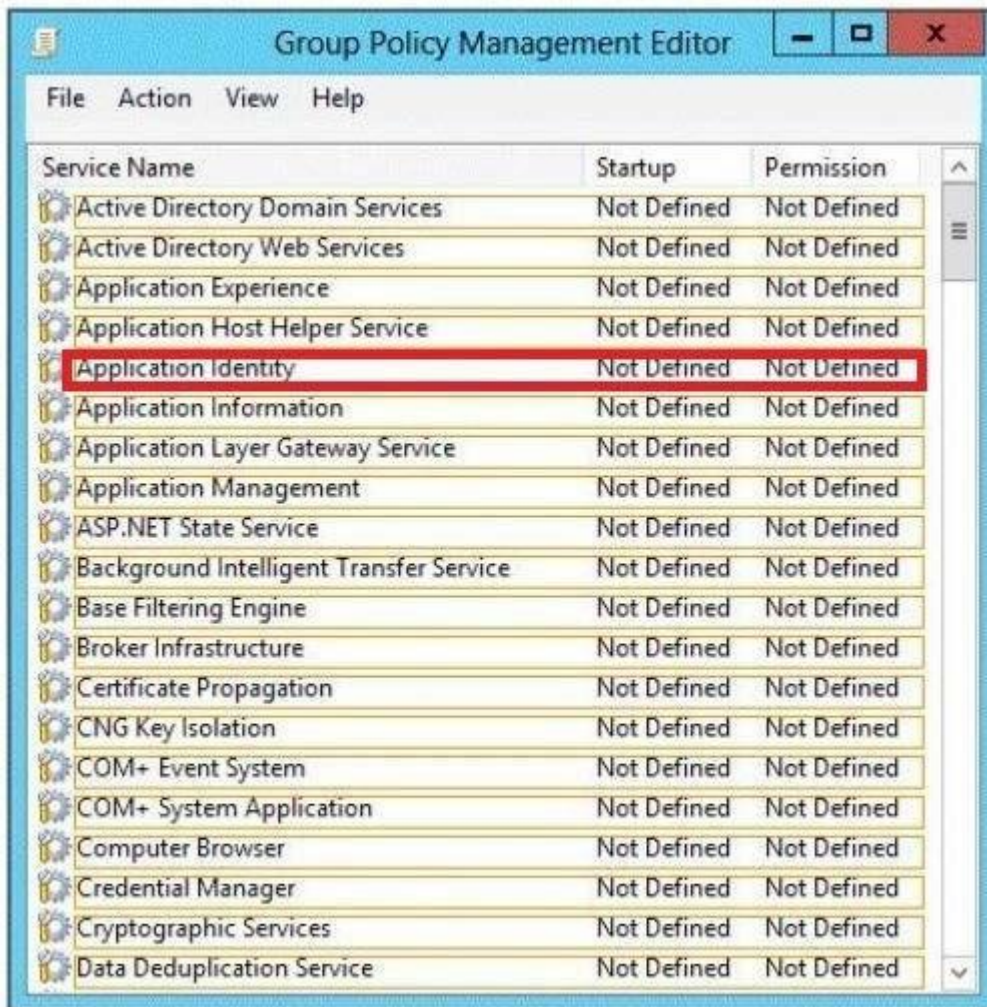 Group Policy Management Editor
File Action View Help
Service Name Startup Permission
Active Directory Domain Services Not Defined Not Defined
Active Directory Web Services Not Defined Not Defined
Application Experience Not Defined Not Defined
Application Host Helper Service Not Defined Not Defined
Application Identity Not Defined Not Defined
Application Information Not Defined Not Defined
Application Layer Gateway Service Not Defined Not Defined
Application Management Not Defined Not Defined
ASP.NET State Service Not Defined Not Defined
Background Intelligent Transfer Service Not Defined Not Defined
Base Filtering Engine Not Defined Not Defined
Broker Infrastructure Not Defined Not Defined
Certificate Propagation Not Defined Not Defined
CNG Key Isolation Not Defined Not Defined
COM+ Event System Not Defined Not Defined
COM+ System Application Not Defined Not Defined
Computer Browser Not Defined Not Defined
Credential Manager Not Defined Not Defined
Cryptographic Services Not Defined Not Defined
Data Deduplication Service Not Defined Not Defined